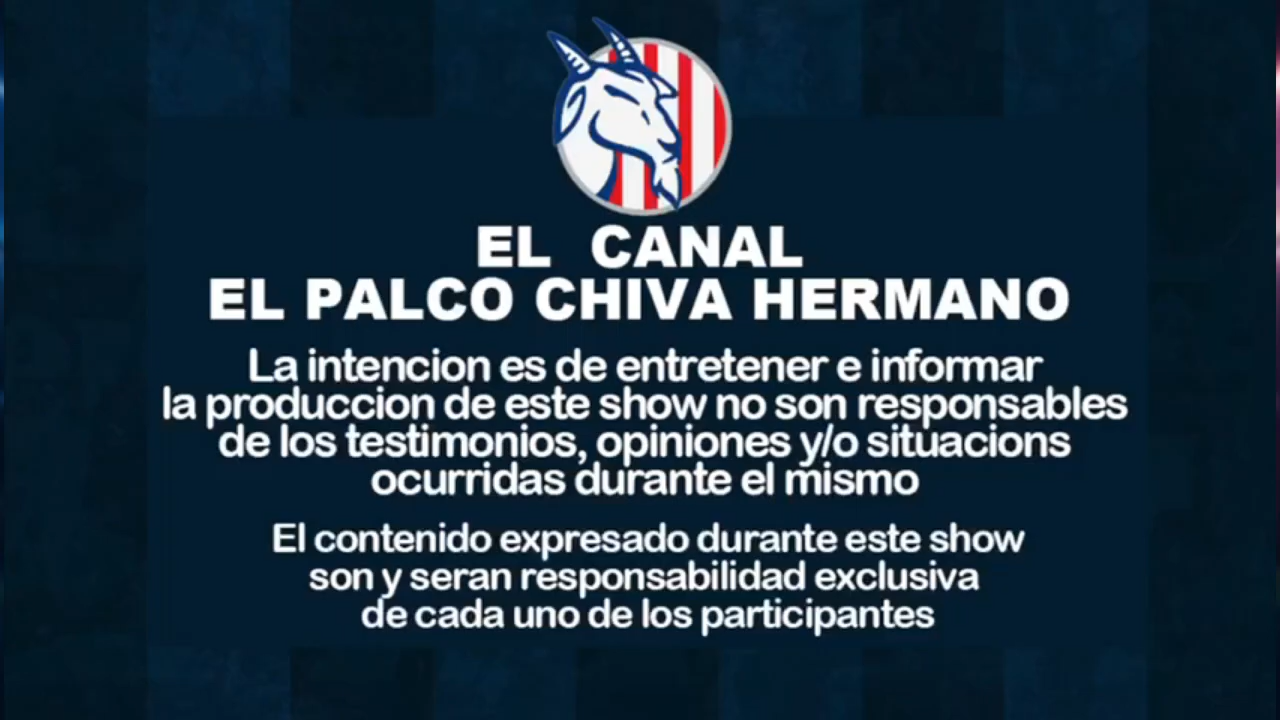 EL CANAL
EL PALCO CHIVA HERMANO
La intencion es de entretener e informar
la produccion de este show no son responsables
de los testimonios, opiniones y/o situacions
ocurridas durante el mismo
El contenido expresado durante este show
son y seran responsabilidad exclusiva
de cada uno de los participantes